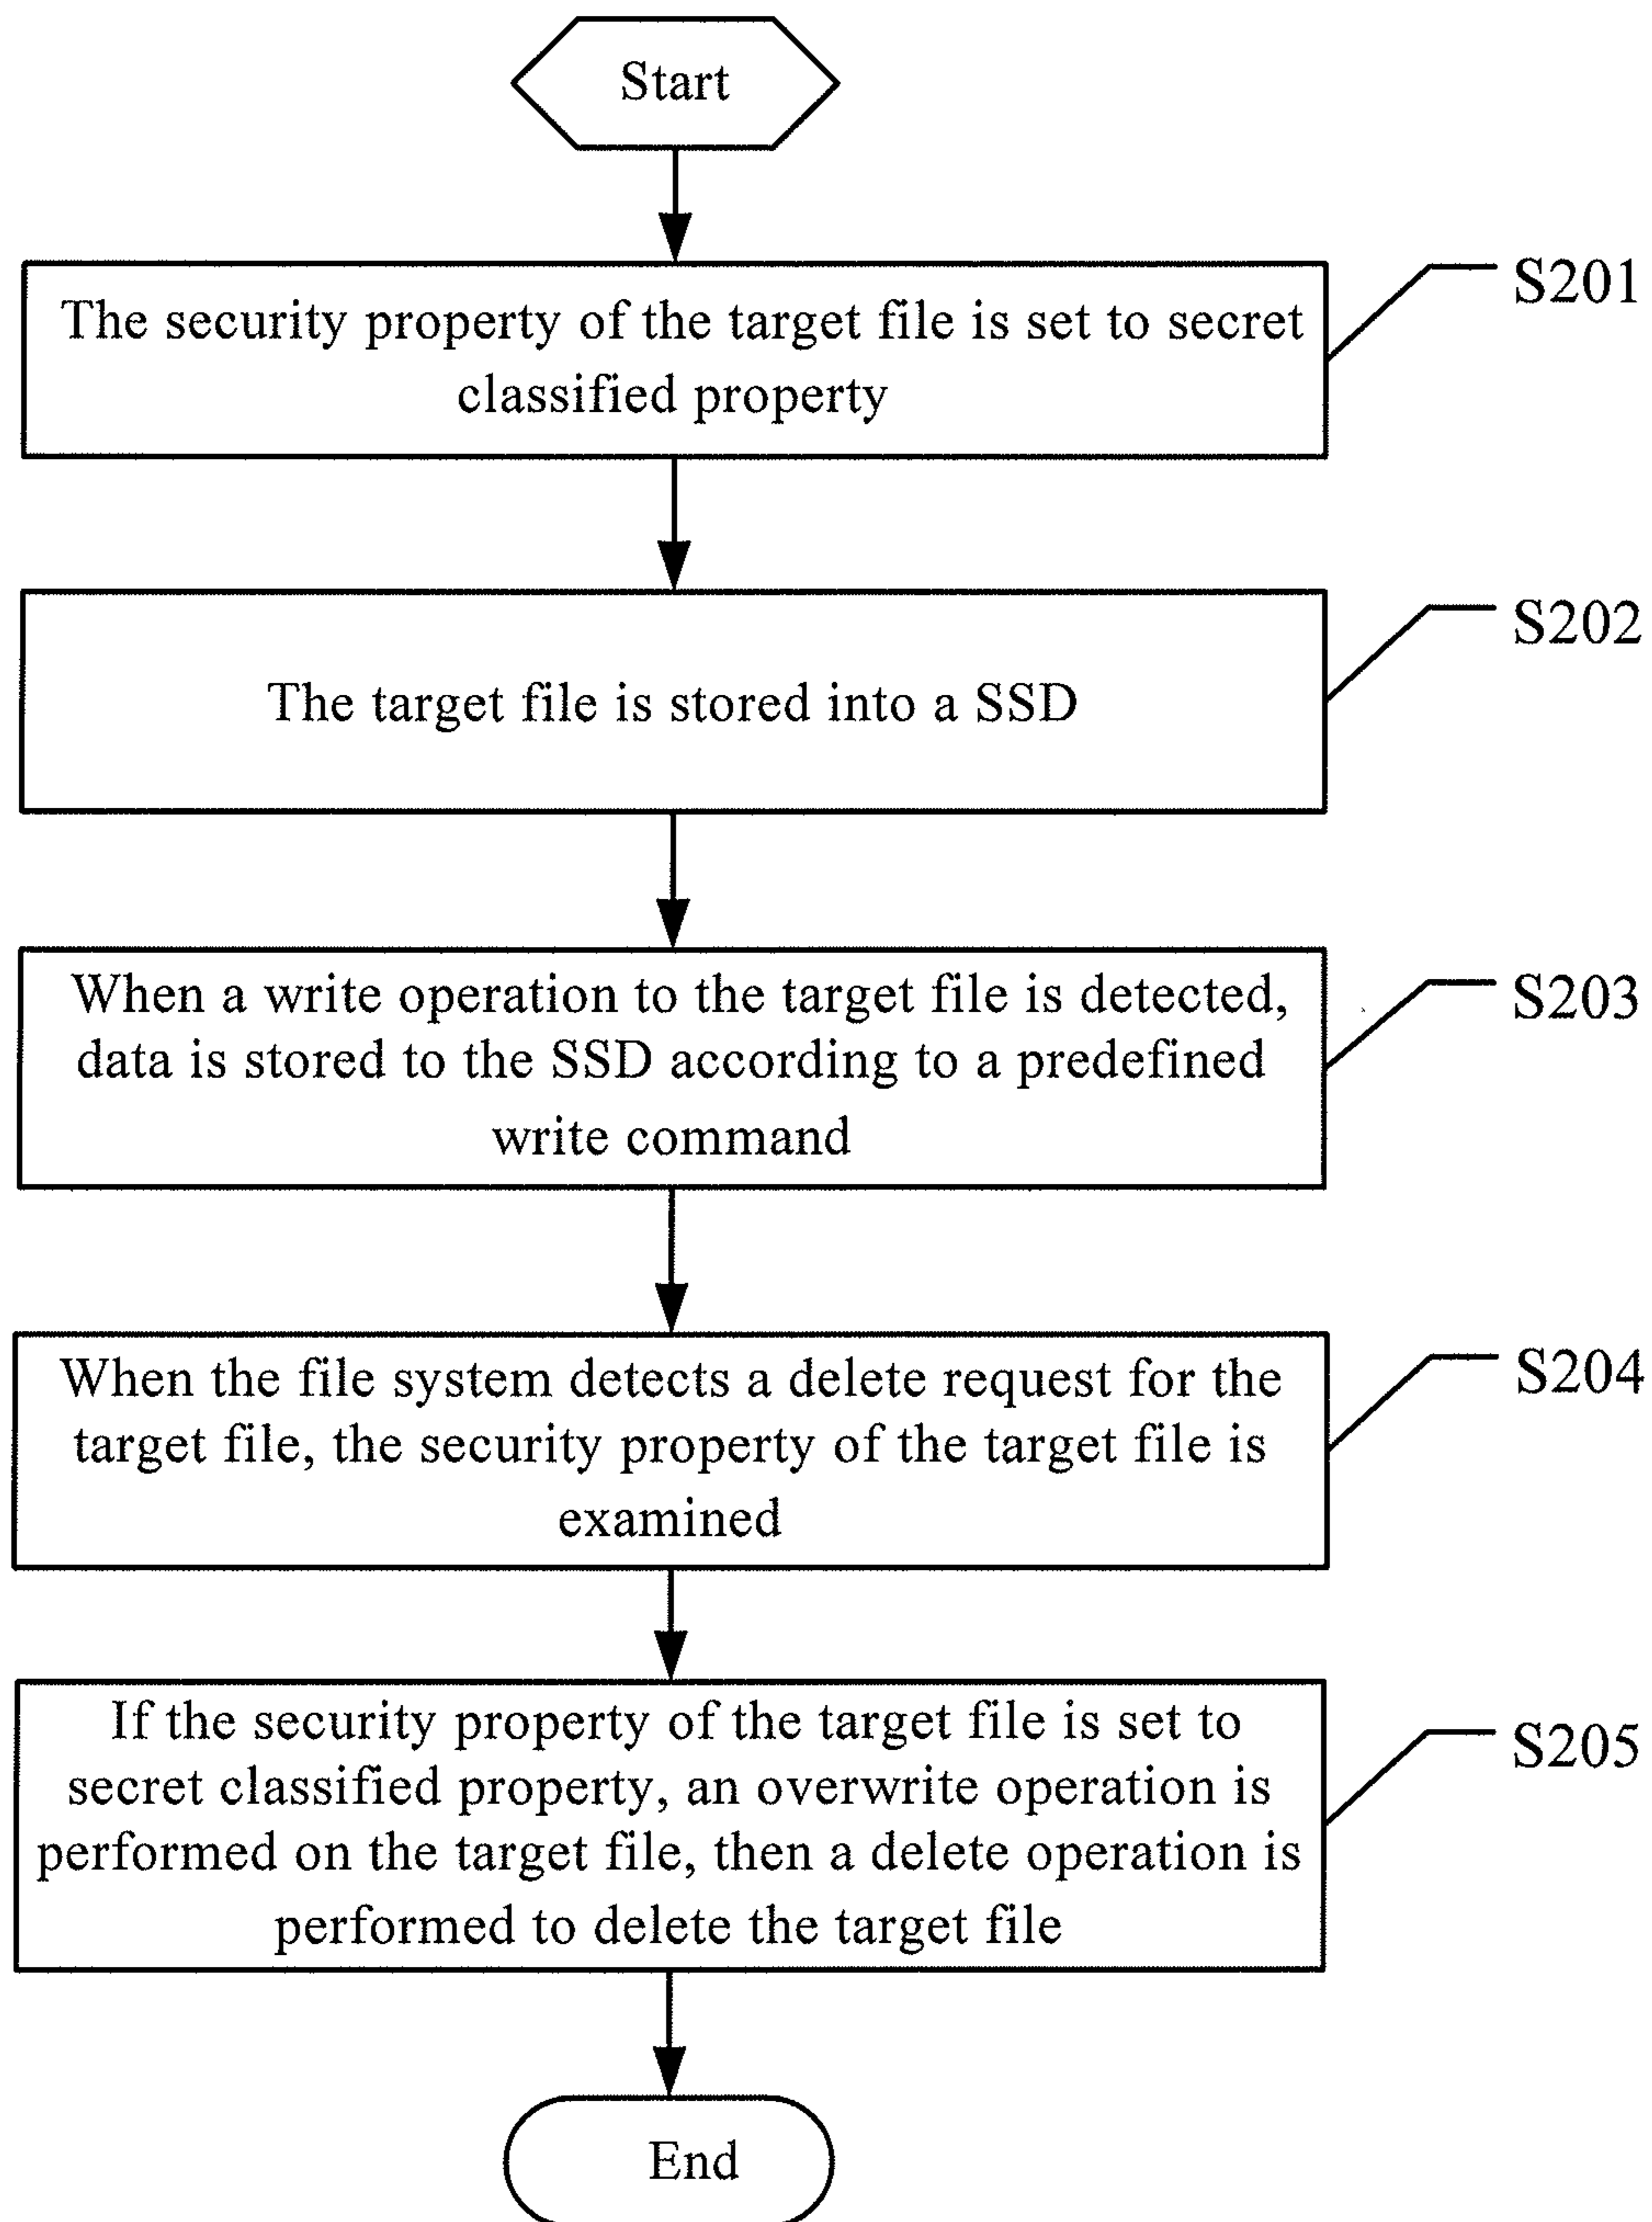 Start
The security property of the target file is set to secret
classified property
S201
The target file is stored into a SSD
S202
When a write operation to the target file is detected,
data is stored to the SSD according to a predefined
write command
S203
When the file system detects a delete request for the
target file, the security property of the target file is
examined
S204
If the security property of the target file is set to
secret classified property, an overwrite operation is
performed on the target file, then a delete operation is
performed to delete the target file
S205
End